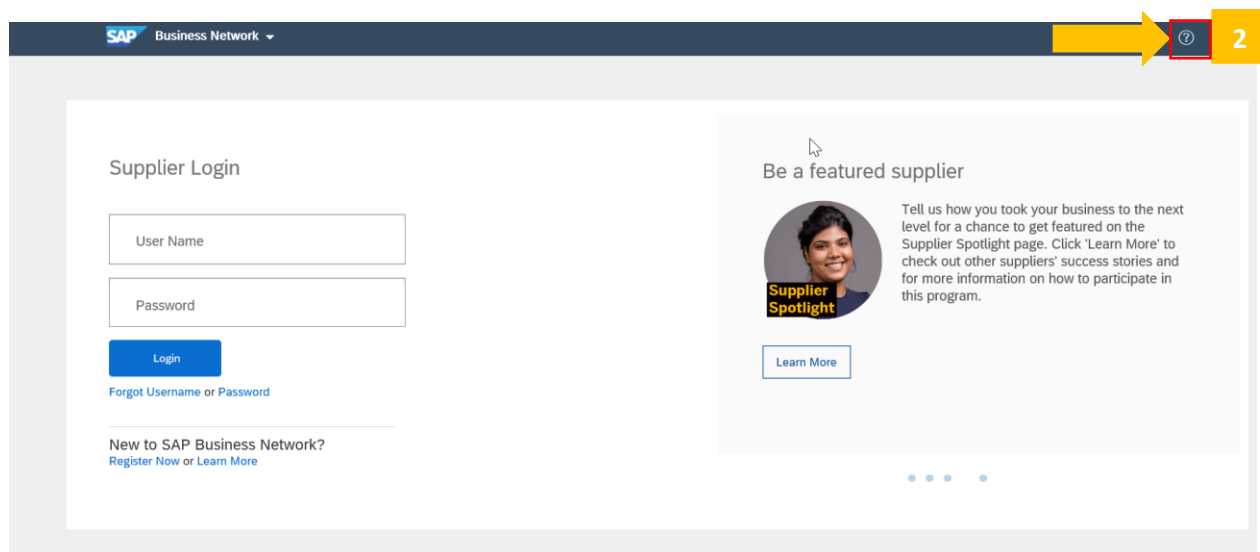 SAP Business Network
2
Supplier Login
User Name
Password
Login
Forgot Username or Password
New to SAP Business Network?
Register Now or Learn More
Be a featured supplier
Supplier
Spotlight
Tell us how you took your business to the next
level for a chance to get featured on the
Supplier Spotlight page. Click 'Learn More' to
check out other suppliers' success stories and
for more information on how to participate in
this program.
Learn More